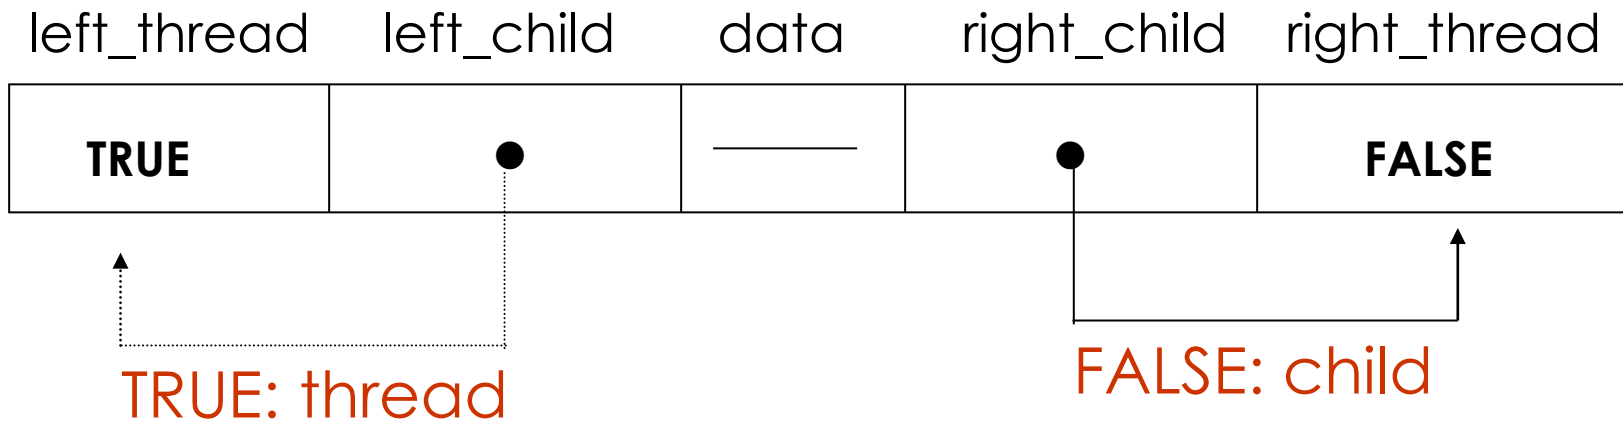 left_thread left_child data right_child right_thread
TRUE FALSE
TRUE: thread FALSE: child